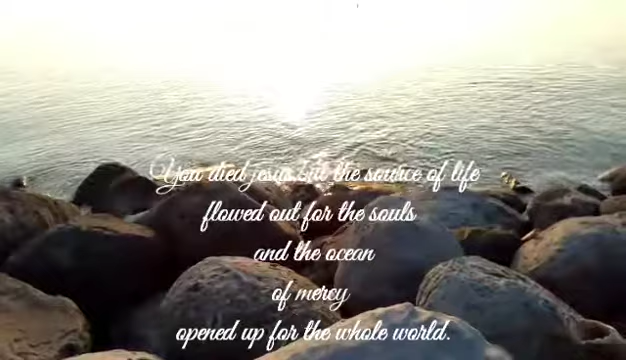 You died jesus but the source of life
flowed out for the souls
and the ocean
of mercy
opened up for the whole world.